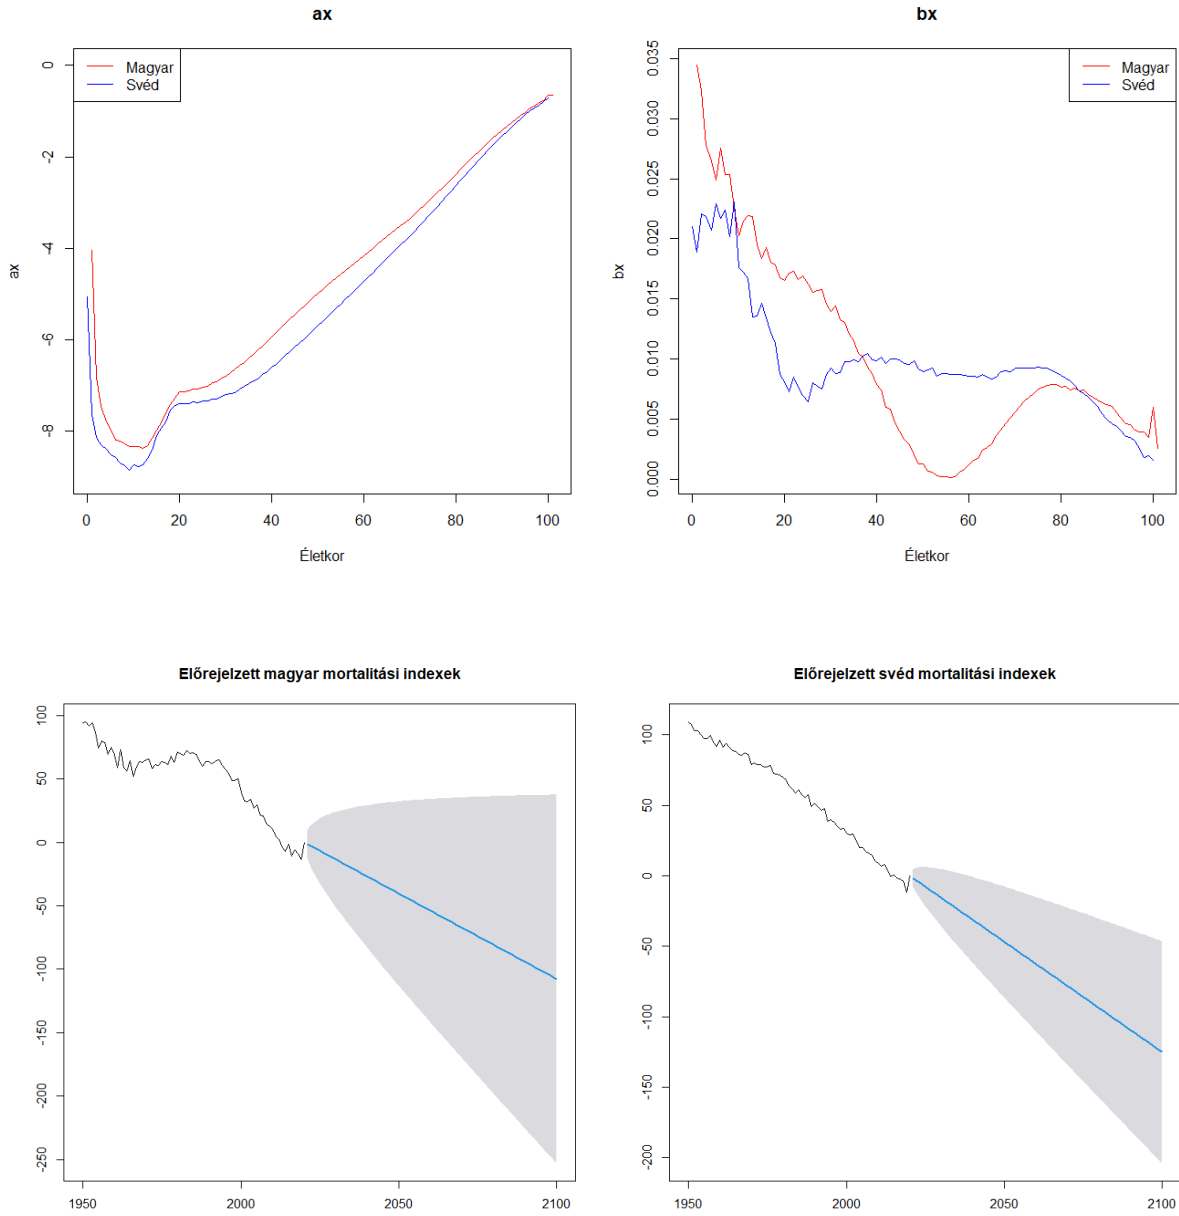 ax
Magyar
Svéd
0
-2
-4
-6
-8
ax
0 20 40 60 80 100
Életkor
bx
Magyar
Svéd
0.035
0.030
0.025
0.020
0.015
0.010
0.005
0.000
bx
0 20 40 60 80 100
Életkor
Előrejelzett magyar mortalitási indexek
100
50
0
-50
-100
-150
-200
-250
1950 2000 2050 2100
Előrejelzett svéd mortalitási indexek
100
50
0
-50
-100
-150
-200
1950 2000 2050 2100